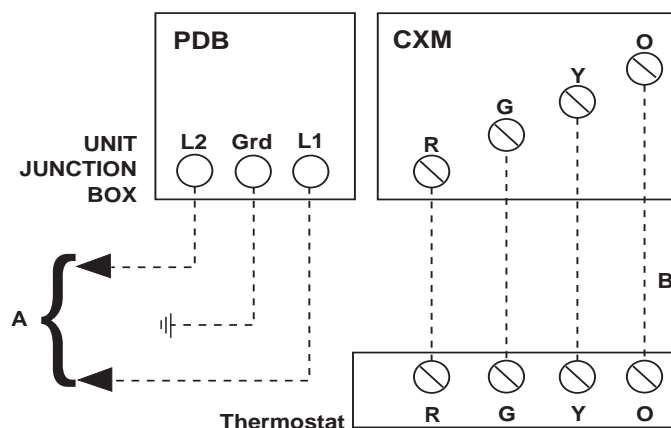 PDB
CXM
O
Y
G
R
UNIT
JUNCTION
BOX
L2 Grd L1
A
B
Thermostat
R G Y O